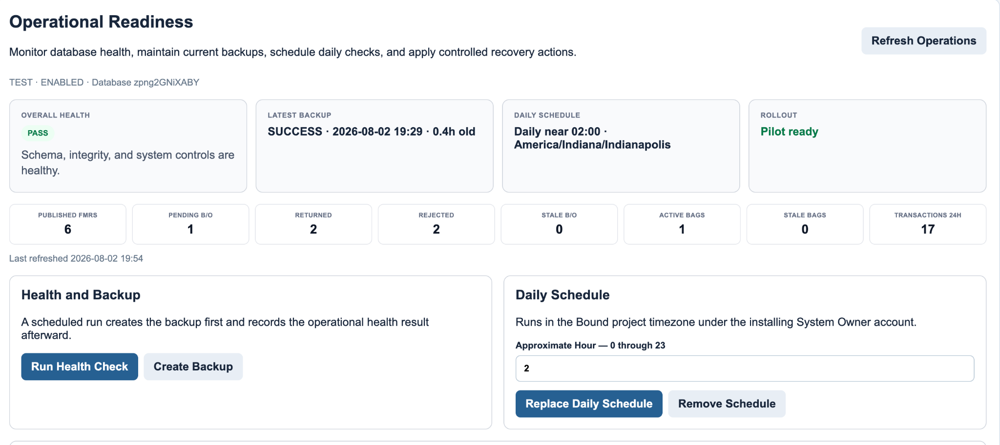 Operational Readiness
Refresh Operations
Monitor database health, maintain current backups, schedule daily checks, and apply controlled recovery actions.
TEST · ENABLED · Database zpng2GNiXABY
OVERALL HEALTH
PASS
Schema, integrity, and system controls are
healthy.
LATEST BACKUP
SUCCESS · 2026-08-02 19:29 · 0.4h old
DAILY SCHEDULE
Daily near 02:00 ·
America/Indiana/Indianapolis
ROLLOUT
Pilot ready
PUBLISHED FMRS
6
PENDING B/O
1
RETURNED
2
REJECTED
2
STALE B/O
0
ACTIVE BAGS
1
STALE BAGS
0
TRANSACTIONS 24H
17
Last refreshed 2026-08-02 19:54
Health and Backup
A scheduled run creates the backup first and records the operational health result
afterward.
Run Health Check
Create Backup
Daily Schedule
Runs in the Bound project timezone under the installing System Owner account.
Approximate Hour — 0 through 23
2
Replace Daily Schedule
Remove Schedule